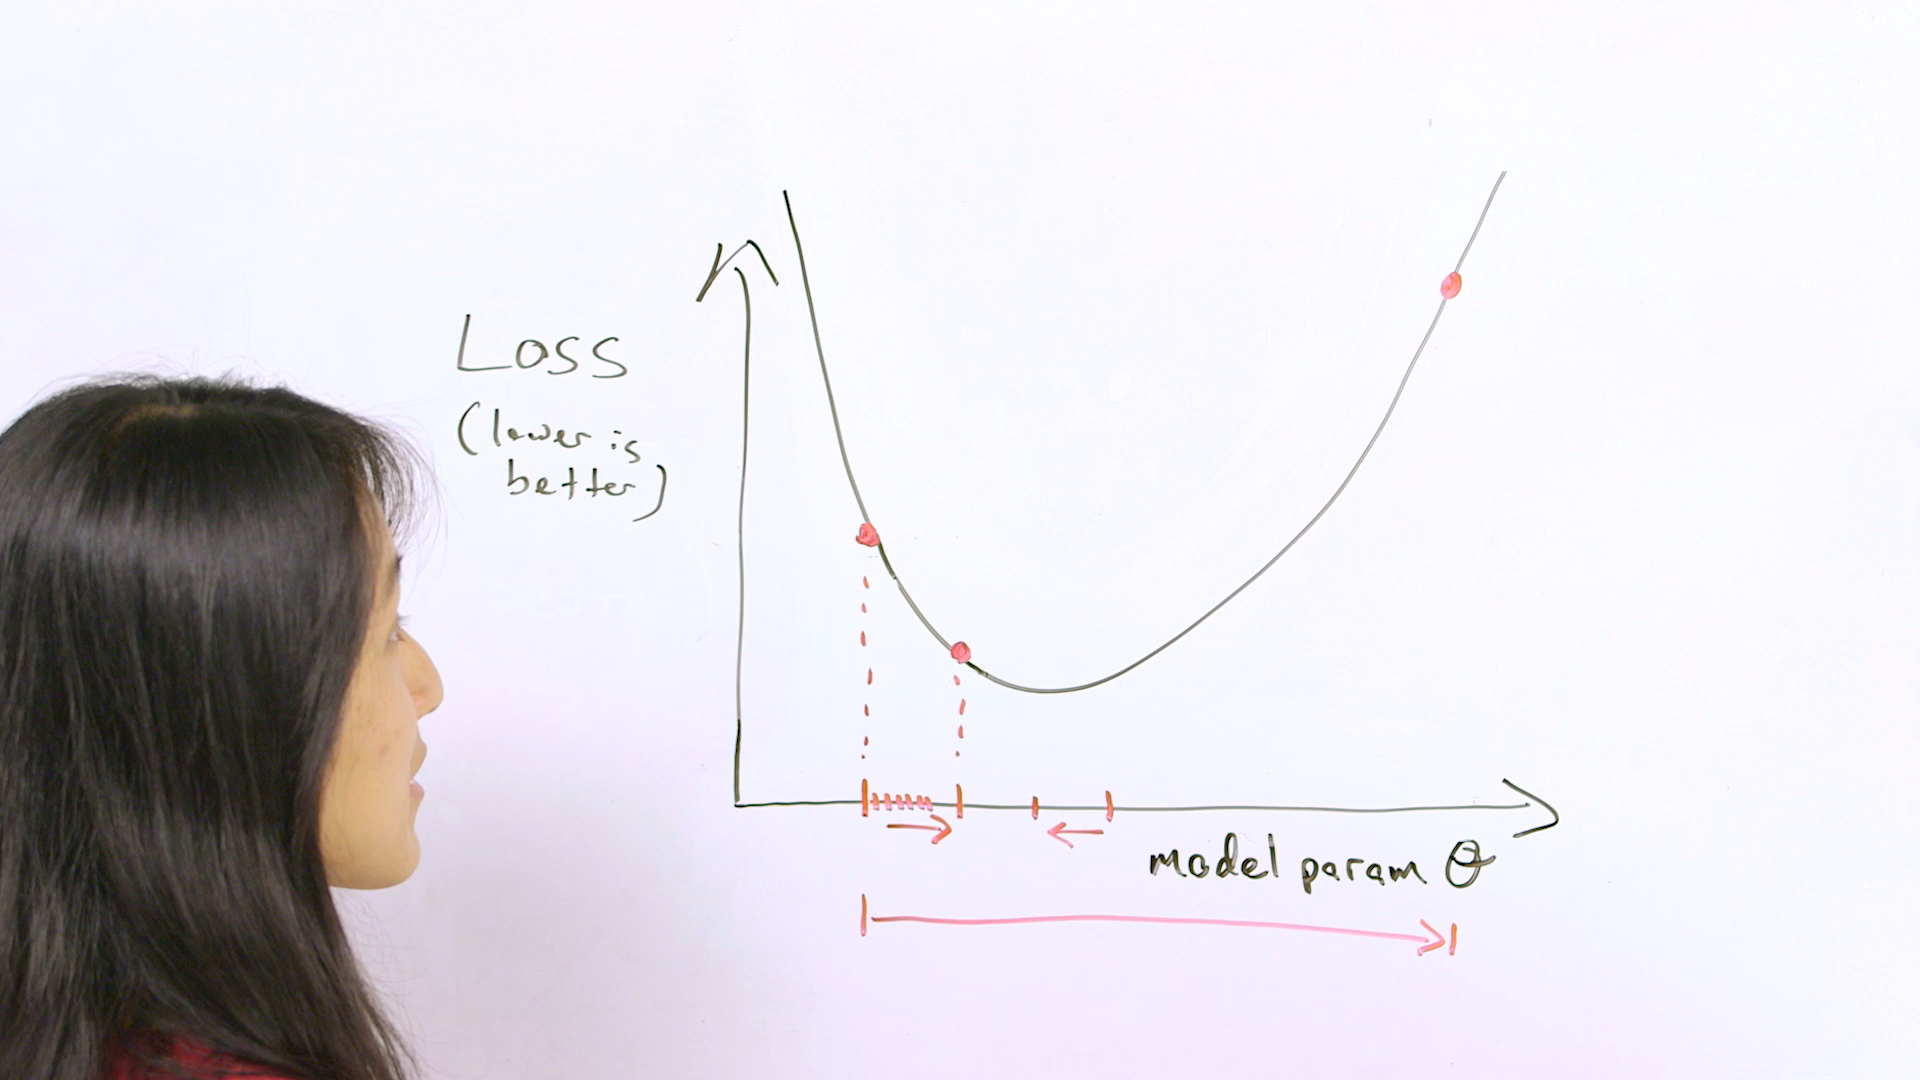 Loss
(lower is
better)
model param θ